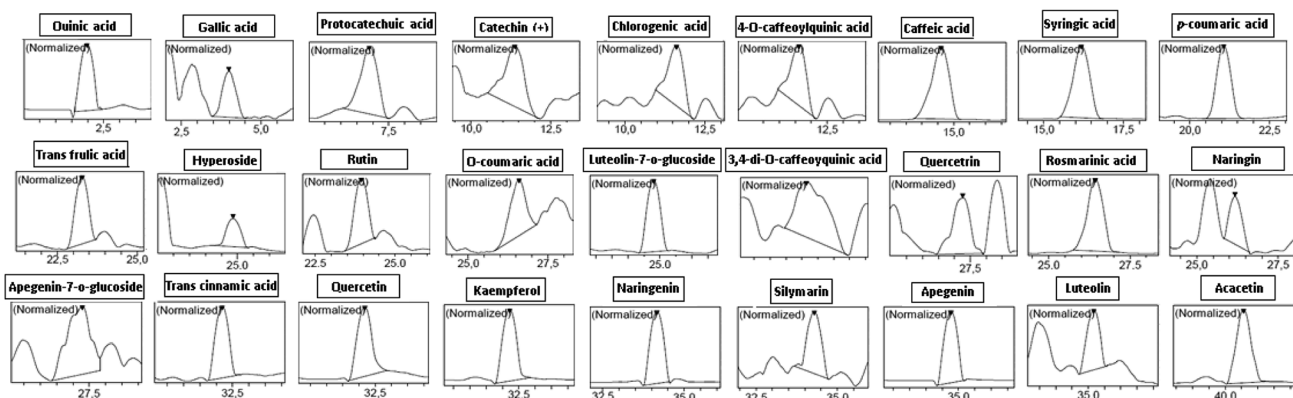 Quinic acid Gallic acid Protocatechuic acid Catechin (+) Chlorogenic acid 4-O-caffeoylquinic acid Caffeic acid Syringic acid p-coumaric acid
(Normalized) (Normalized) (Normalized) (Normalized) (Normalized) (Normalized) (Normalized) (Normalized) (Normalized)
2,5 2,5 5,0 7,5 10,0 12,5 10,0 12,5 12,5 15,0 15,0 17,5 20,0 22,5
Trans frulic acid Hyperoside Rutin O-coumaric acid Luteolin-7-o-glucoside 3,4-di-O-caffeoyquinic acid Quercetrin Rosmarinic acid Naringin
(Normalized) (Normalized) (Normalized) (Normalized) (Normalized) (Normalized) (Normalized) (Normalized) (Normalized)
22,5 25,0 25,0 22,5 25,0 25,0 27,5 25,0 27,5 25,0 27,5 25,0 27,5
Apegenin-7-o-glucoside Trans cinnamic acid Quercetin Kaempferol Naringenin Silymarin Apegenin Luteolin Acacetin
(Normalized) (Normalized) (Normalized) (Normalized) (Normalized) (Normalized) (Normalized) (Normalized) (Normalized)
27,5 32,5 32,5 32,5 32,5 35,0 32,5 35,0 35,0 35,0 40,0